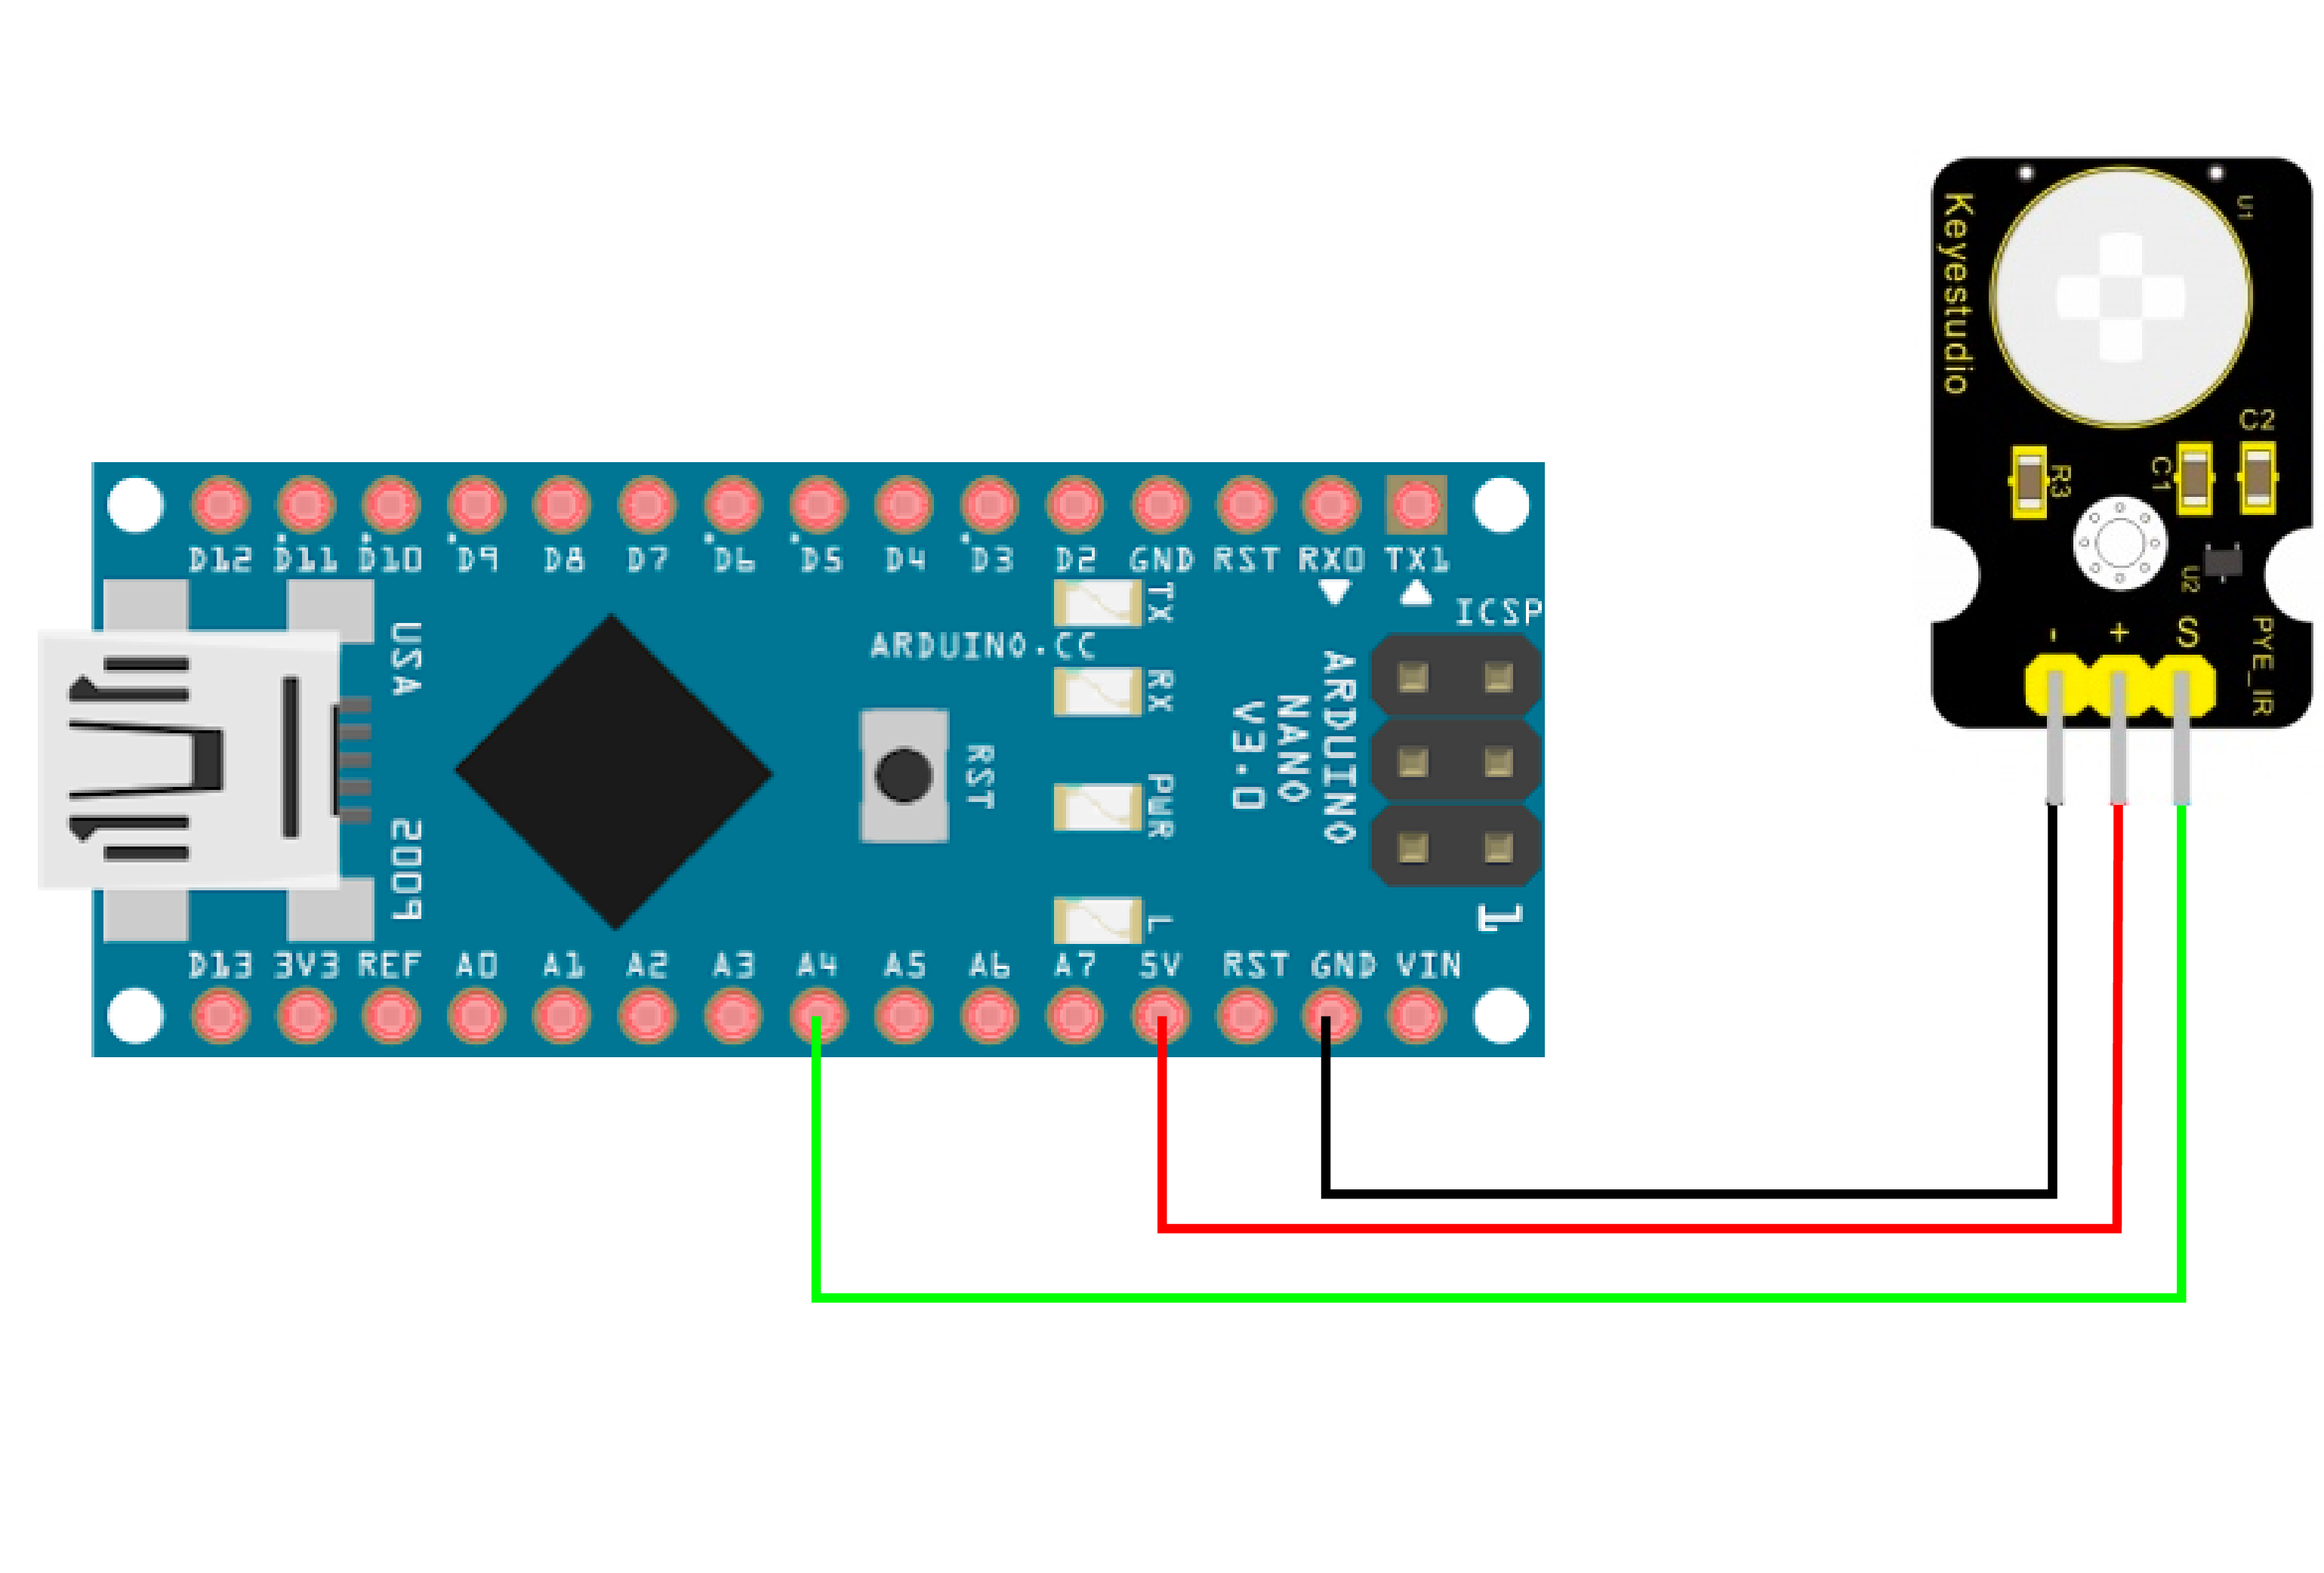 D12 D11 D10 D9 D8 D7 D6 D5 D4 D3 D2 GND RST RX0 TX1
ICSP
TX
RX
PWR
L
ARDUINO.CC
USA
2009
RST
ARDUINO
NANO
V3.0
1
D13 3V3 REF A0 A1 A2 A3 A4 A5 A6 A7 5V RST GND VIN
Keyestudio
U1
C2
R3
C1
U2
- + S
PYE_IR